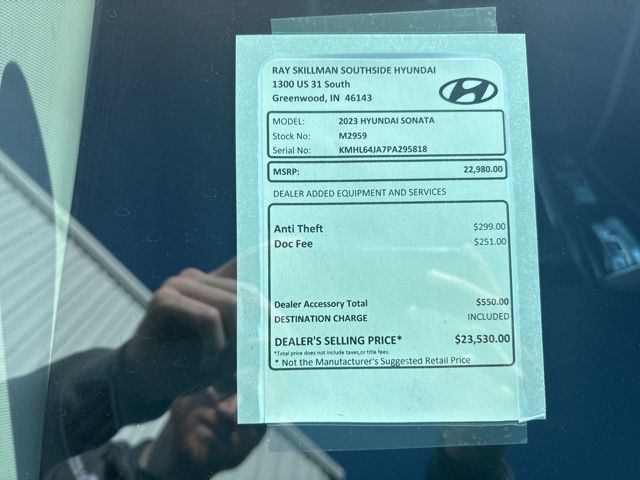 RAY SKILLMAN SOUTHSIDE HYUNDAI
1300 US 31 South
Greenwood, IN 46143
MODEL: 2023 HYUNDAI SONATA
Stock No: M2959
Serial No: KMHL64JA7PA295818
MSRP: 22,980.00
DEALER ADDED EQUIPMENT AND SERVICES
Anti Theft $299.00
Doc Fee $251.00
Dealer Accessory Total $550.00
DESTINATION CHARGE INCLUDED
DEALER'S SELLING PRICE* $23,530.00
*Total price does not include taxes,or title fees.
* Not the Manufacturer's Suggested Retail Price